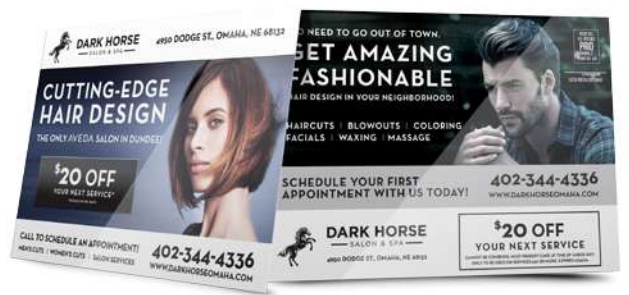 DARK HORSE
SALON & SPA
4950 DODGE ST., OMAHA, NE 68132
CUTTING-EDGE
HAIR DESIGN
THE ONLY AVEDA SALON IN DUNDEE!
$20 OFF
YOUR NEXT SERVICE*
CALL TO SCHEDULE AN APPOINTMENT!
MEN'S CUTS | WOMEN'S CUTS | SALON SERVICES
402-344-4336
WWW.DARKHORSEOMAHA.COM
O NEED TO GO OUT OF TOWN.
GET AMAZING
FASHIONABLE
HAIR DESIGN IN YOUR NEIGHBORHOOD!
HAIRCUTS | BLOWOUTS | COLORING
FACIALS | WAXING | MASSAGE
PAID
SCHEDULE YOUR FIRST
APPOINTMENT WITH US TODAY!
402-344-4336
WWW.DARKHORSEOMAHA.COM
DARK HORSE
SALON & SPA
4950 DODGE ST., OMAHA, NE 68132
$20 OFF
YOUR NEXT SERVICE